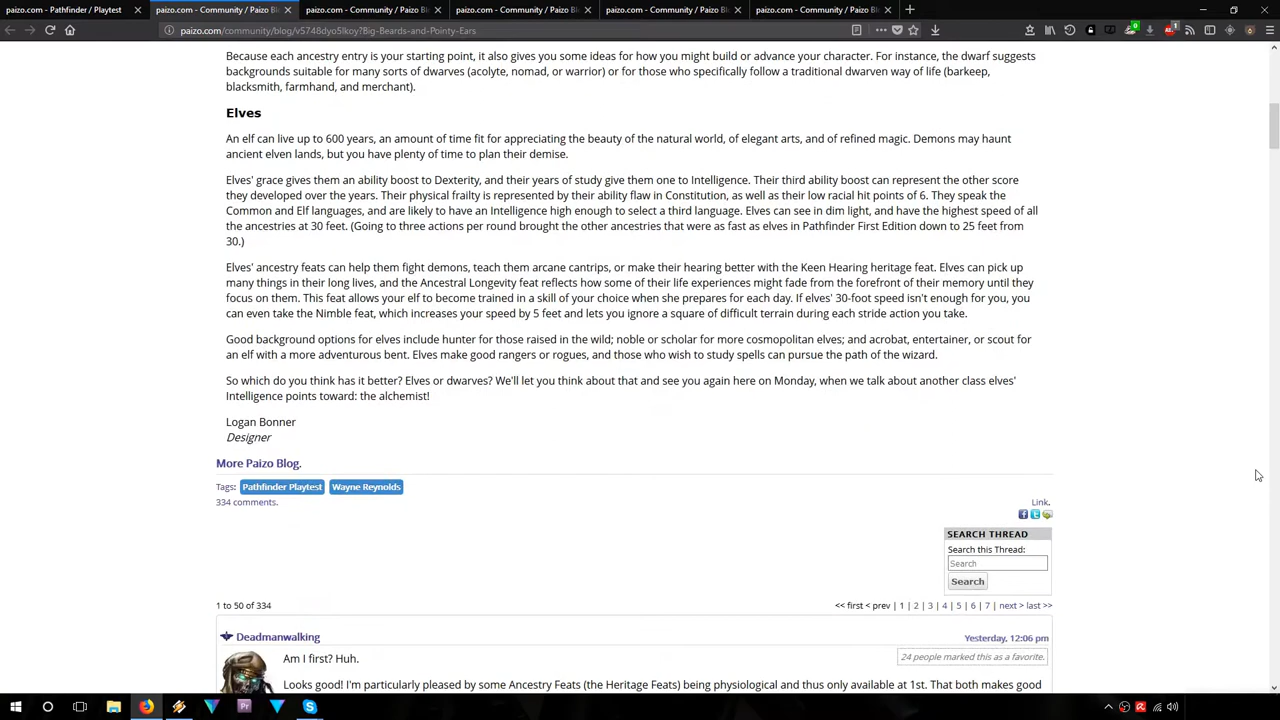 paizo.com - Pathfinder / Playtest
paizo.com - Community / Paizo Bl
paizo.com - Community / Paizo Bl
paizo.com - Community / Paizo Bl
paizo.com - Community / Paizo Bl
paizo.com - Community / Paizo Bl
paizo.com/community/blog/v5748dyo5lkoy?Big-Beards-and-Pointy-Ears
Because each ancestry entry is your starting point, it also gives you some ideas for how you might build or advance your character. For instance, the dwarf suggests
backgrounds suitable for many sorts of dwarves (acolyte, nomad, or warrior) or for those who specifically follow a traditional dwarven way of life (barkeep,
blacksmith, farmhand, and merchant).
Elves
An elf can live up to 600 years, an amount of time fit for appreciating the beauty of the natural world, of elegant arts, and of refined magic. Demons may haunt
ancient elven lands, but you have plenty of time to plan their demise.
Elves' grace gives them an ability boost to Dexterity, and their years of study give them one to Intelligence. Their third ability boost can represent the other score
they developed over the years. Their physical frailty is represented by their ability flaw in Constitution, as well as their low racial hit points of 6. They speak the
Common and Elf languages, and are likely to have an Intelligence high enough to select a third language. Elves can see in dim light, and have the highest speed of all
the ancestries at 30 feet. (Going to three actions per round brought the other ancestries that were as fast as elves in Pathfinder First Edition down to 25 feet from
30.)
Elves' ancestry feats can help them fight demons, teach them arcane cantrips, or make their hearing better with the Keen Hearing heritage feat. Elves can pick up
many things in their long lives, and the Ancestral Longevity feat reflects how some of their life experiences might fade from the forefront of their memory until they
focus on them. This feat allows your elf to become trained in a skill of your choice when she prepares for each day. If elves' 30-foot speed isn't enough for you, you
can even take the Nimble feat, which increases your speed by 5 feet and lets you ignore a square of difficult terrain during each stride action you take.
Good background options for elves include hunter for those raised in the wild; noble or scholar for more cosmopolitan elves; and acrobat, entertainer, or scout for
an elf with a more adventurous bent. Elves make good rangers or rogues, and those who wish to study spells can pursue the path of the wizard.
So which do you think has it better? Elves or dwarves? We'll let you think about that and see you again here on Monday, when we talk about another class elves'
Intelligence points toward: the alchemist!
Logan Bonner
Designer
More Paizo Blog.
Tags: Pathfinder Playtest Wayne Reynolds
334 comments.
Link.
SEARCH THREAD
Search this Thread:
Search
Search
1 to 50 of 334
<< first < prev | 1 | 2 | 3 | 4 | 5 | 6 | 7 | next > last >>
Deadmanwalking
Yesterday, 12:06 pm
Am I first? Huh.
24 people marked this as a favorite.
Looks good! I'm particularly pleased by some Ancestry Feats (the Heritage Feats) being physiological and thus only available at 1st. That both makes good